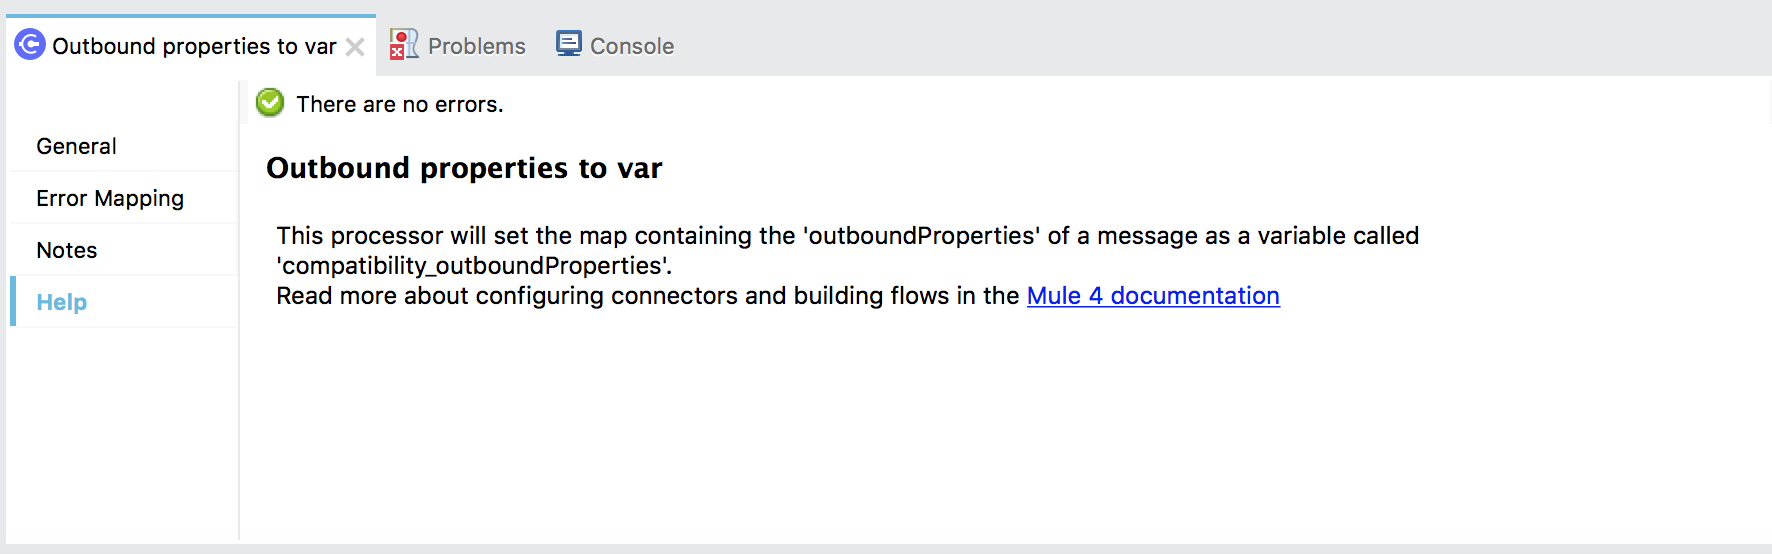 Outbound properties to var Problems Console
There are no errors.
General
Error Mapping
Notes
Help
Outbound properties to var
This processor will set the map containing the 'outboundProperties' of a message as a variable called
'compatibility_outboundProperties'.
Read more about configuring connectors and building flows in the Mule 4 documentation